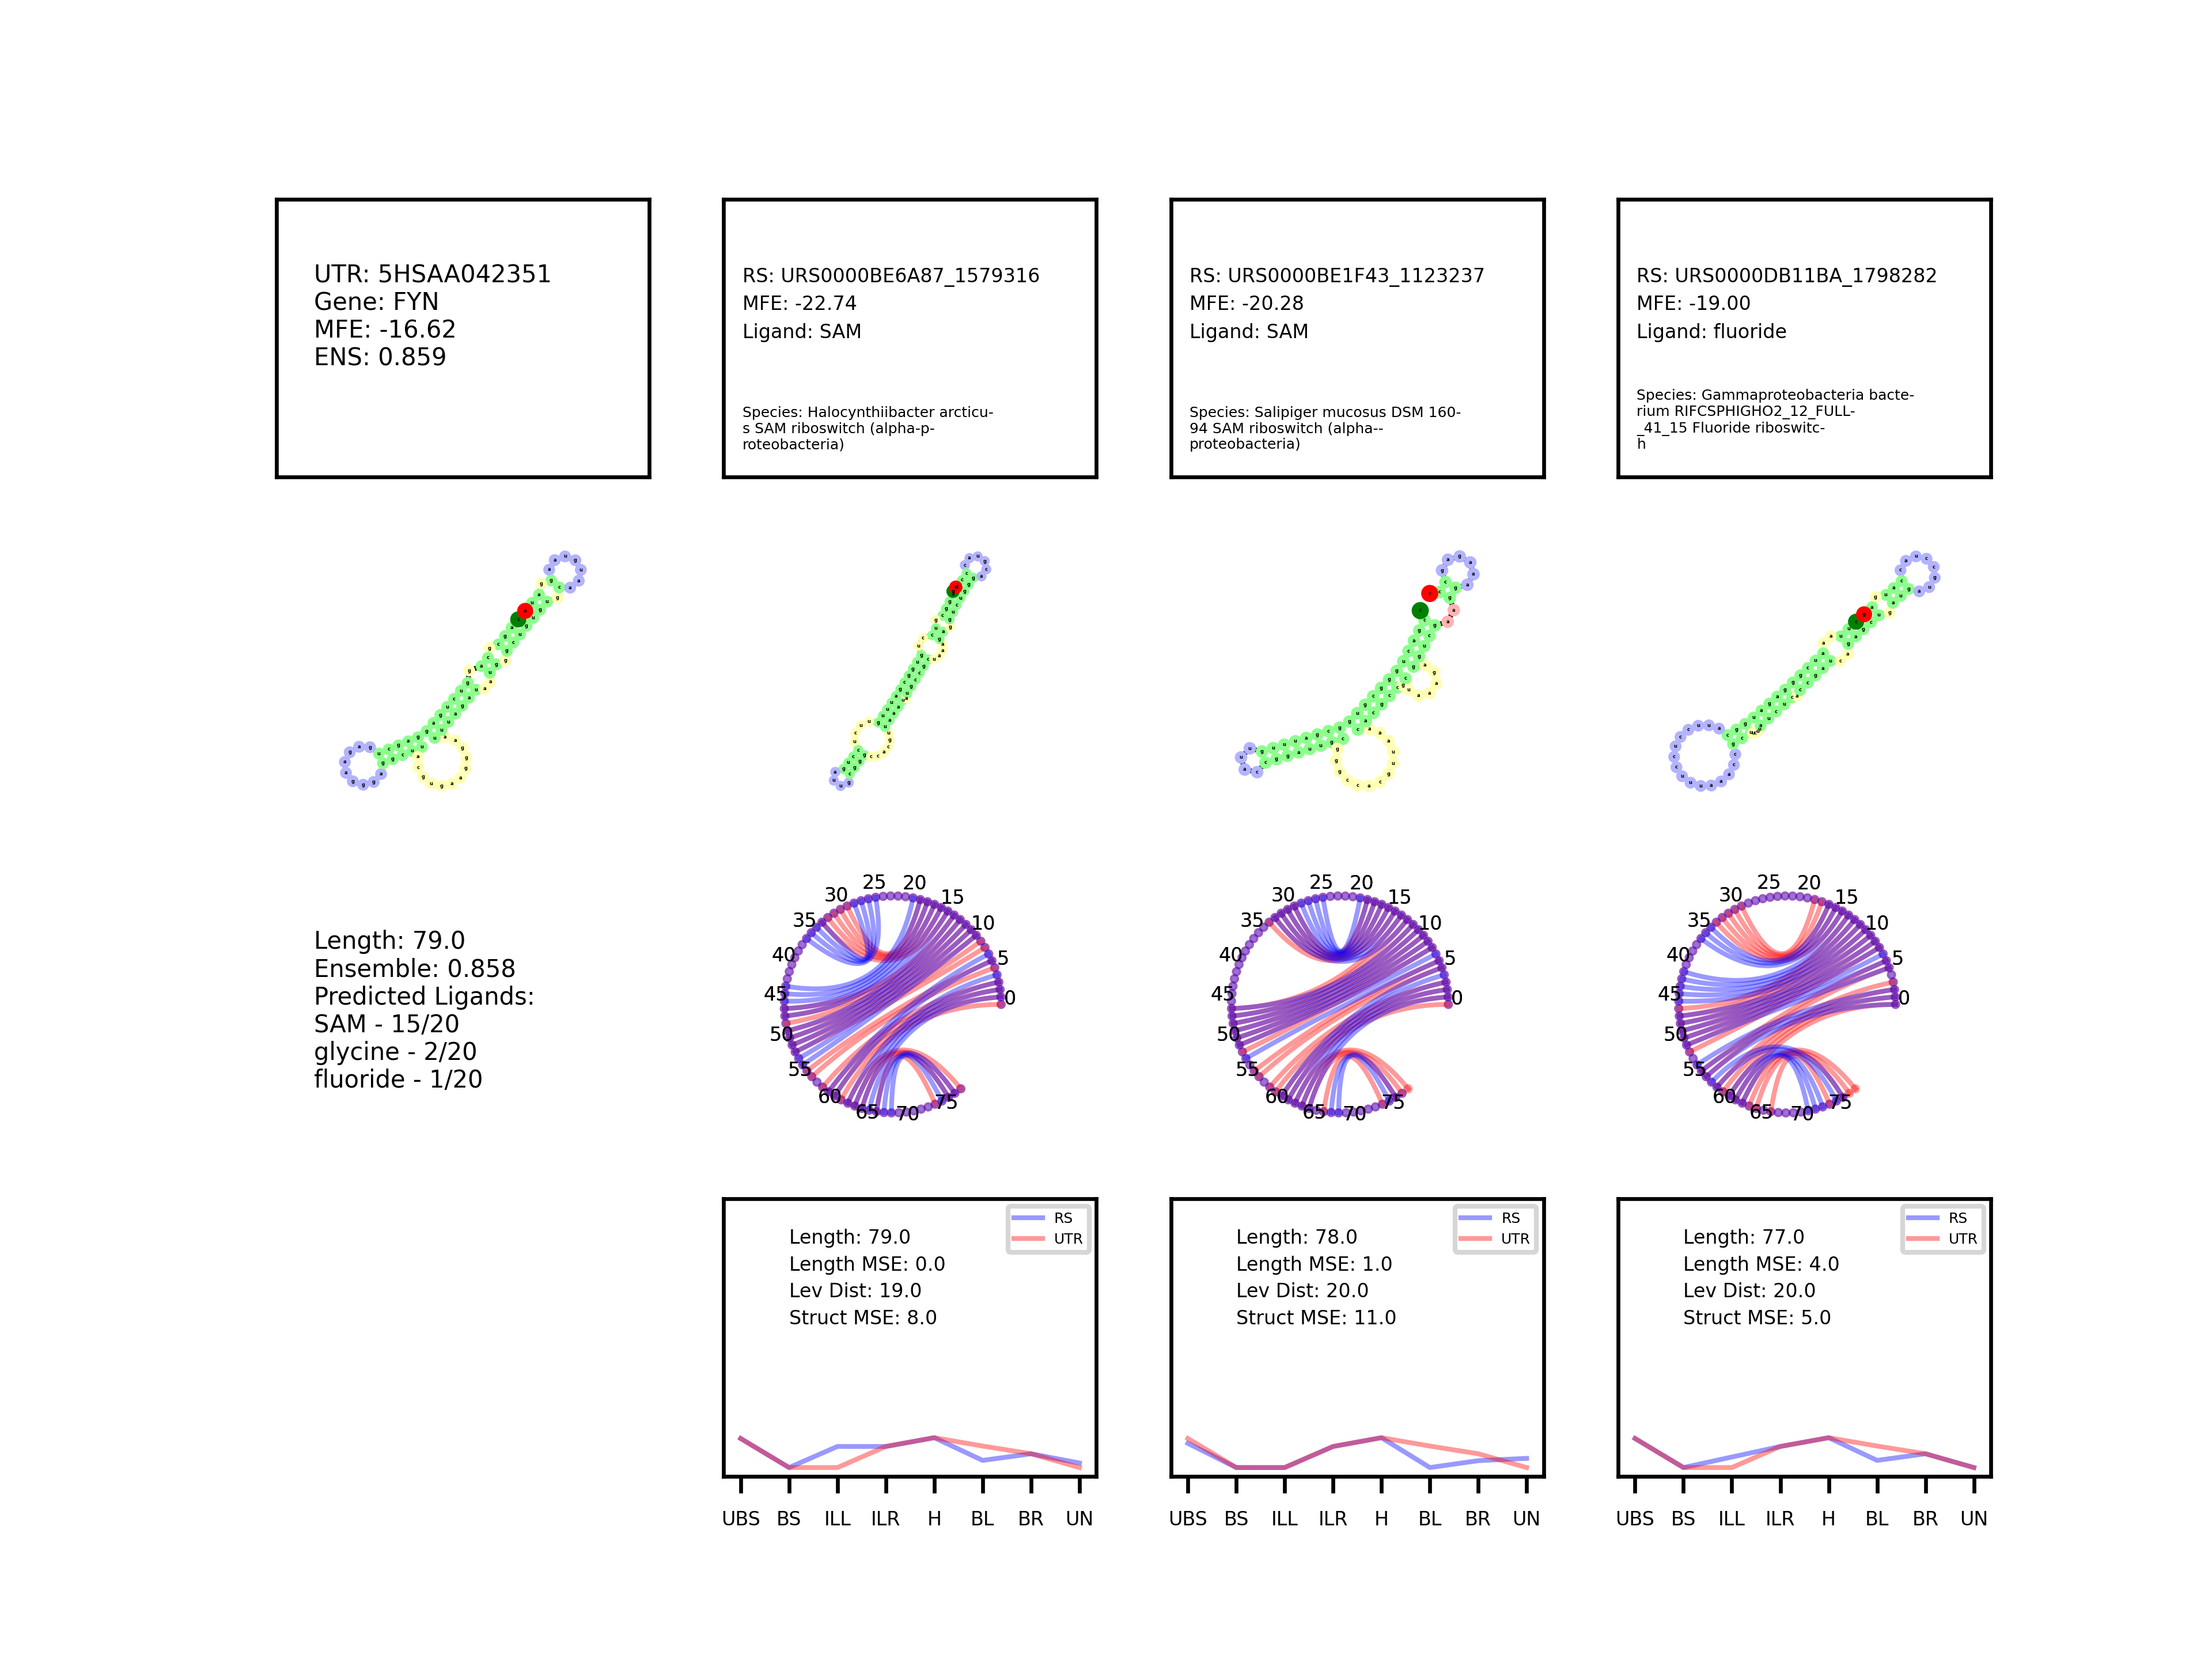 UTR: 5HSAA042351
Gene: FYN
MFE: -16.62
ENS: 0.859
RS: URS0000BE6A87_1579316
MFE: -22.74
Ligand: SAM
Species: Halocynthiibacter arcticu-
s SAM riboswitch (alpha-p-
roteobacteria)
RS: URS0000BE1F43_1123237
MFE: -20.28
Ligand: SAM
Species: Salipiger mucosus DSM 160-
94 SAM riboswitch (alpha--
proteobacteria)
RS: URS0000DB11BA_1798282
MFE: -19.00
Ligand: fluoride
Species: Gammaproteobacteria bacte-
rium RIFCSPHIGHO2_12_FULL-
_41_15 Fluoride riboswitc-
h
Length: 79.0
Ensemble: 0.858
Predicted Ligands:
SAM - 15/20
glycine - 2/20
fluoride - 1/20
0
5
10
15
20
25
30
35
40
45
50
55
60
65
70
75
0
5
10
15
20
25
30
35
40
45
50
55
60
65
70
75
0
5
10
15
20
25
30
35
40
45
50
55
60
65
70
75
RS
UTR
Length: 79.0
Length MSE: 0.0
Lev Dist: 19.0
Struct MSE: 8.0
UBS BS ILL ILR H BL BR UN
RS
UTR
Length: 78.0
Length MSE: 1.0
Lev Dist: 20.0
Struct MSE: 11.0
UBS BS ILL ILR H BL BR UN
RS
UTR
Length: 77.0
Length MSE: 4.0
Lev Dist: 20.0
Struct MSE: 5.0
UBS BS ILL ILR H BL BR UN